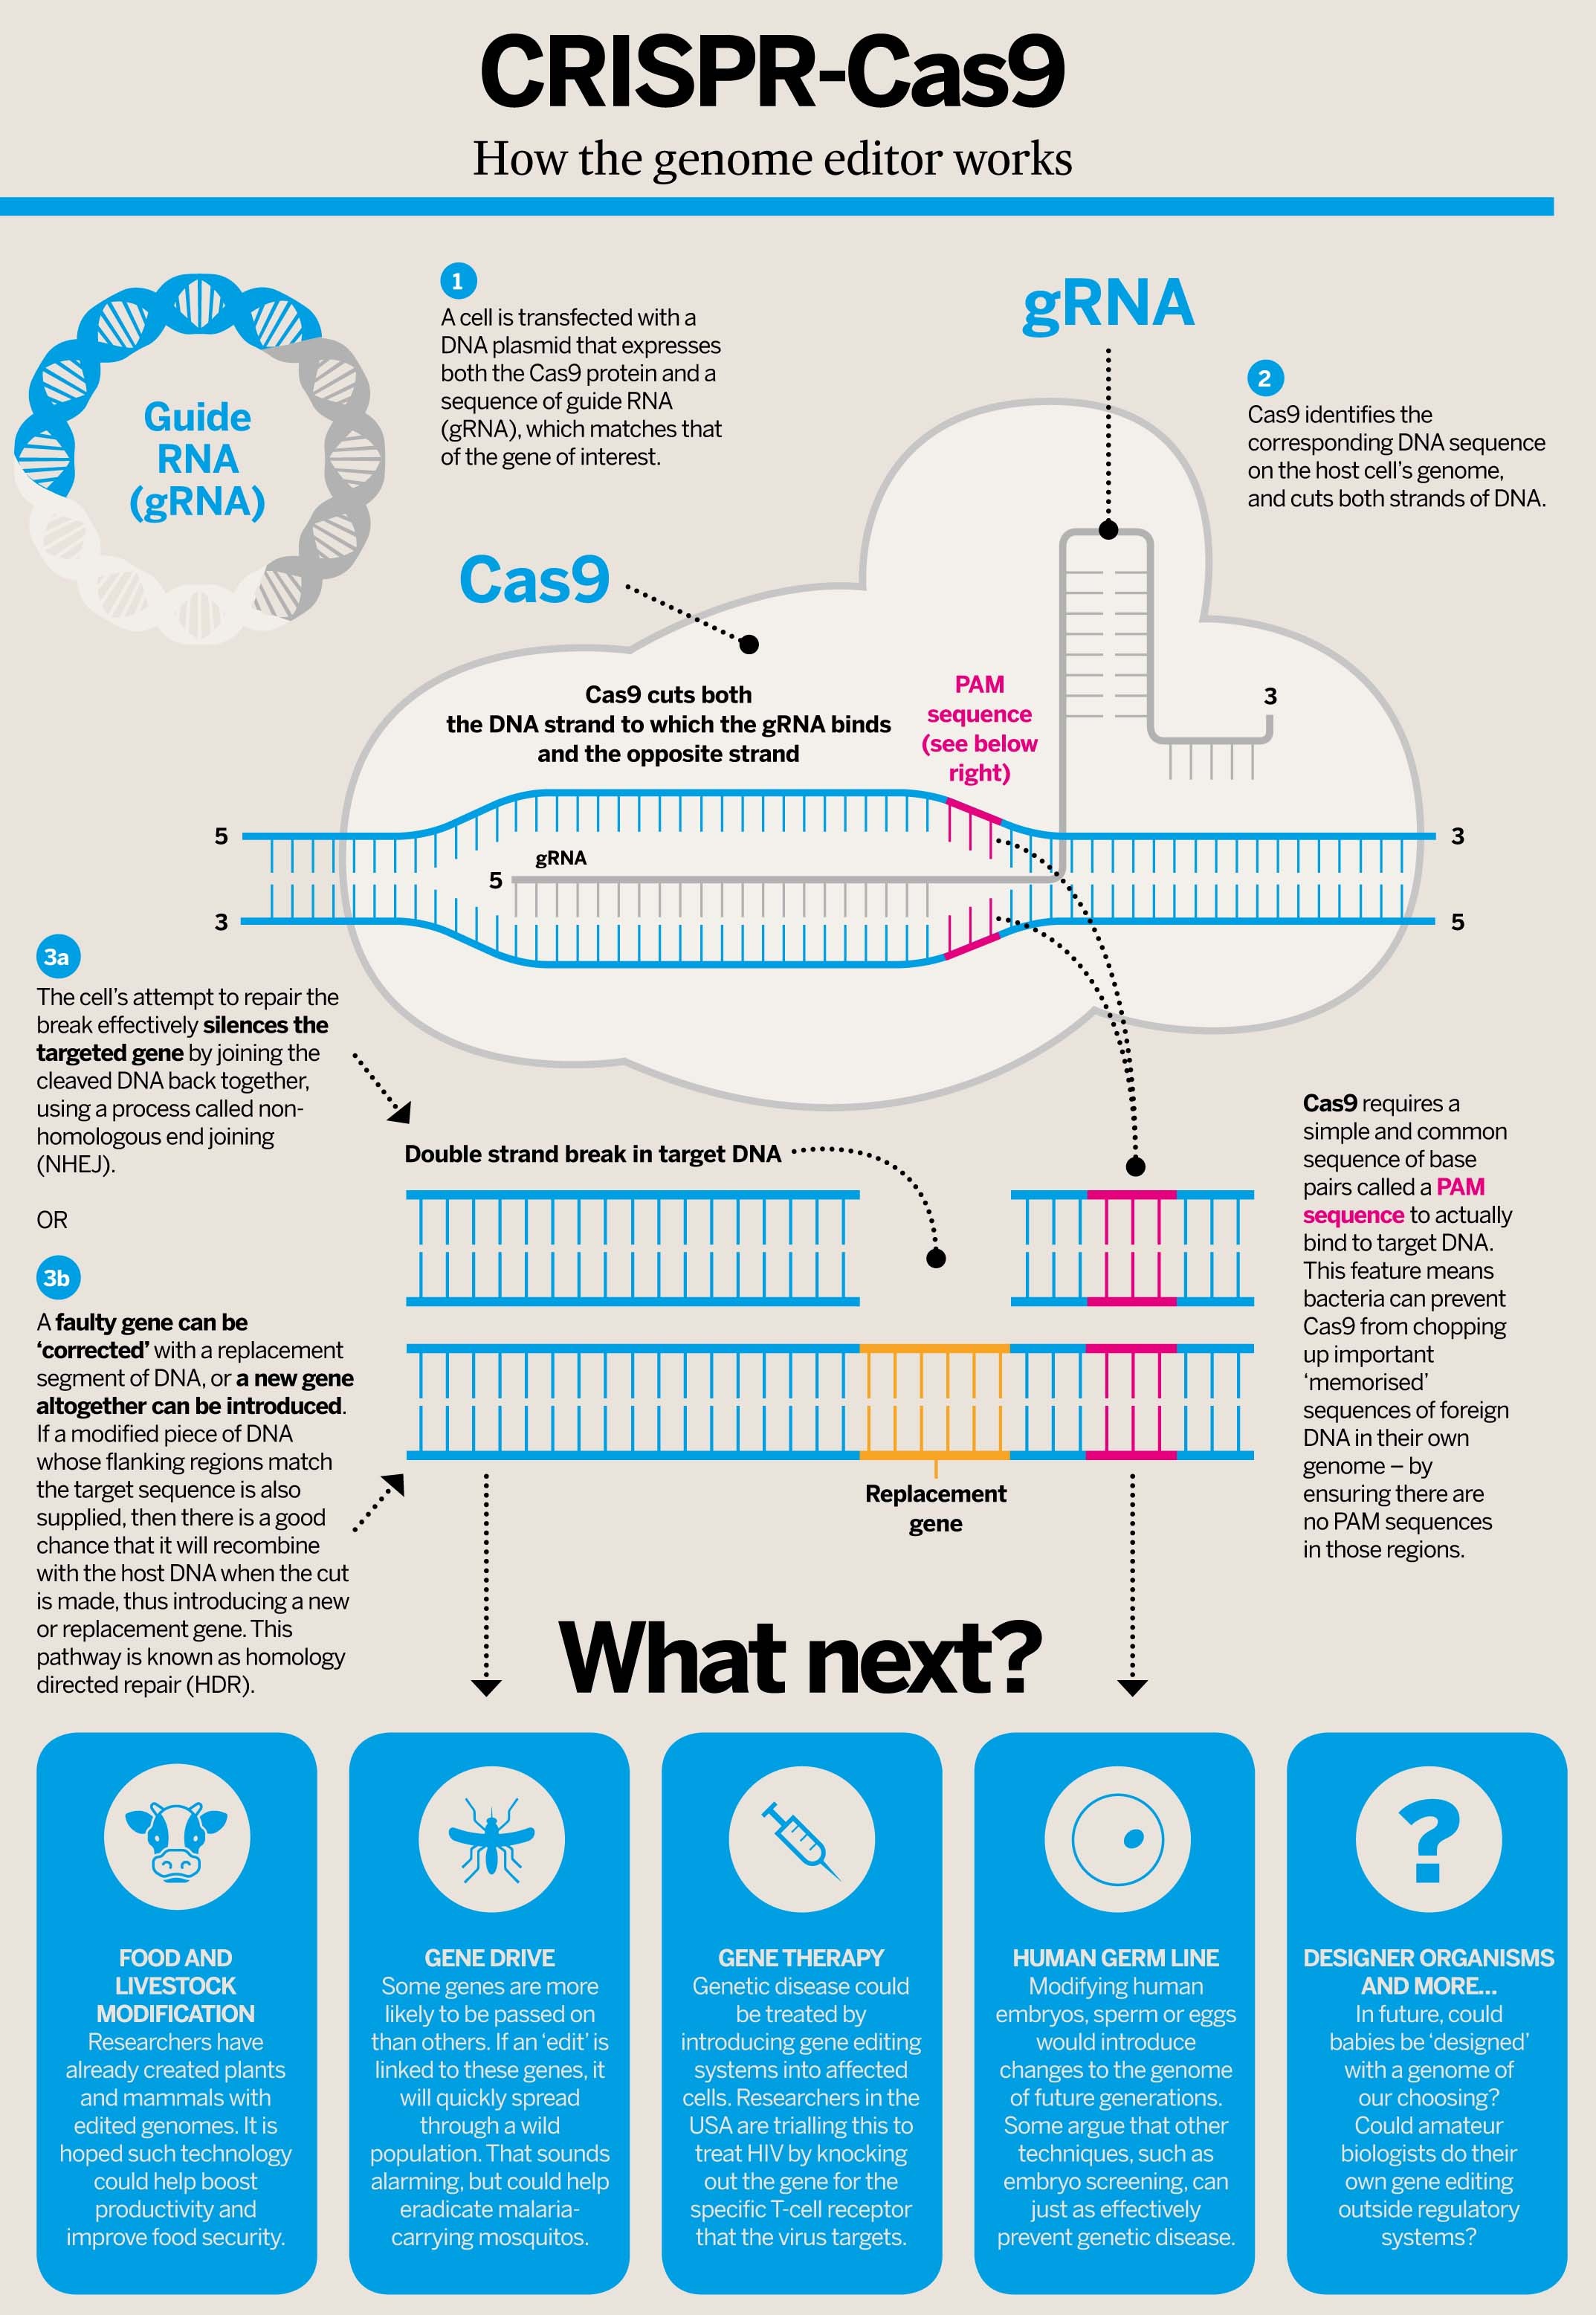 CRISPR-Cas9
How the genome editor works
Guide
RNA
(gRNA)
1
A cell is transfected with a
DNA plasmid that expresses
both the Cas9 protein and a
sequence of guide RNA
(gRNA), which matches that
of the gene of interest.
gRNA
2
Cas9 identifies the
corresponding DNA sequence
on the host cell's genome,
and cuts both strands of DNA.
Cas9
Cas9 cuts both
the DNA strand to which the gRNA binds
and the opposite strand
PAM
sequence
(see below
right)
3
5
3
gRNA
5
3
5
3a
The cell's attempt to repair the
break effectively silences the
targeted gene by joining the
cleaved DNA back together,
using a process called non-
homologous end joining
(NHEJ).
OR
3b
A faulty gene can be
‘corrected’ with a replacement
segment of DNA, or a new gene
altogether can be introduced.
If a modified piece of DNA
whose flanking regions match
the target sequence is also
supplied, then there is a good
chance that it will recombine
with the host DNA when the cut
is made, thus introducing a new
or replacement gene. This
pathway is known as homology
directed repair (HDR).
Double strand break in target DNA
Replacement
gene
Cas9 requires a
simple and common
sequence of base
pairs called a PAM
sequence to actually
bind to target DNA.
This feature means
bacteria can prevent
Cas9 from chopping
up important
‘memorised’
sequences of foreign
DNA in their own
genome – by
ensuring there are
no PAM sequences
in those regions.
What next?
FOOD AND
LIVESTOCK
MODIFICATION
Researchers have
already created plants
and mammals with
edited genomes. It is
hoped such technology
could help boost
productivity and
improve food security.
GENE DRIVE
Some genes are more
likely to be passed on
than others. If an ‘edit’ is
linked to these genes, it
will quickly spread
through a wild
population. That sounds
alarming, but could help
eradicate malaria-
carrying mosquitos.
GENE THERAPY
Genetic disease could
be treated by
introducing gene editing
systems into affected
cells. Researchers in the
USA are trialling this to
treat HIV by knocking
out the gene for the
specific T-cell receptor
that the virus targets.
HUMAN GERM LINE
Modifying human
embryos, sperm or eggs
would introduce
changes to the genome
of future generations.
Some argue that other
techniques, such as
embryo screening, can
just as effectively
prevent genetic disease.
DESIGNER ORGANISMS
AND MORE...
In future, could
babies be ‘designed’
with a genome of
our choosing?
Could amateur
biologists do their
own gene editing
outside regulatory
systems?